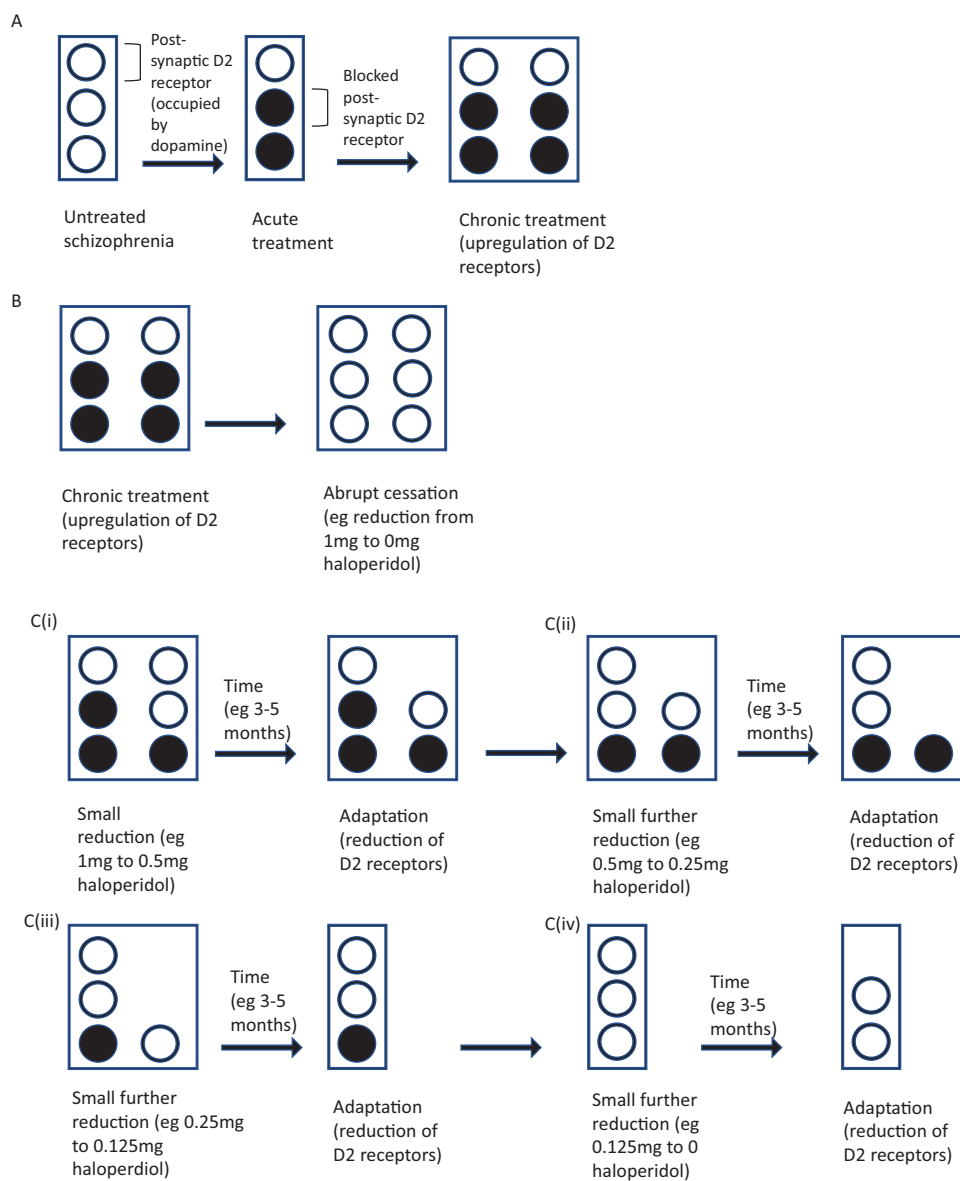 A
Post-
synaptic D2
receptor
(occupied
by
dopamine)
Blocked
post-
synaptic D2
receptor
Untreated
schizophrenia
Acute
treatment
Chronic treatment
(upregulation of D2
receptors)
B
Chronic treatment
(upregulation of D2
receptors)
Abrupt cessation
(eg reduction from
1mg to 0mg
haloperidol)
C(i)
Time
(eg 3-5
months)
Small
reduction (eg
1mg to 0.5mg
haloperidol)
Adaptation
(reduction of
D2 receptors)
C(ii)
Time
(eg 3-5
months)
Small further
reduction (eg
0.5mg to 0.25mg
haloperidol)
Adaptation
(reduction of
D2 receptors)
C(iii)
Time
(eg 3-5
months)
Small further
reduction (eg 0.25mg
to 0.125mg
haloperdiol)
Adaptation
(reduction of
D2 receptors)
C(iv)
Time
(eg 3-5
months)
Small further
reduction (eg
0.125mg to 0
haloperidol)
Adaptation
(reduction of
D2 receptors)